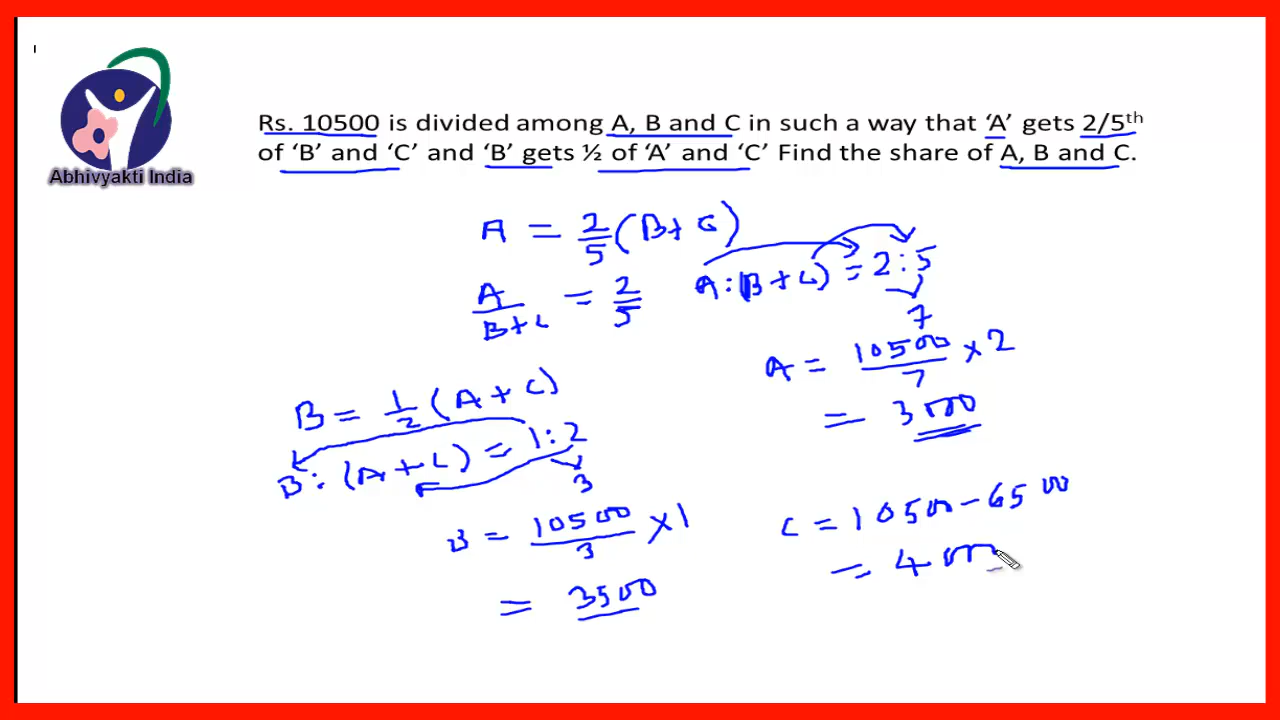 Abhivyakti India
Rs. 10500 is divided among A, B and C in such a way that ‘A’ gets 2/5th
of ‘B’ and ‘C’ and ‘B’ gets ½ of ‘A’ and ‘C’ Find the share of A, B and C.
A = 2/5 (B+C)
A/B+C = 2/5
A:(B+C) = 2:5
7
A = 10500/7 × 2
= 3000
B = 1/2 (A+C)
B:(A+C) = 1:2
3
B = 10500/3 × 1
= 3500
C = 10500-6500
= 4000